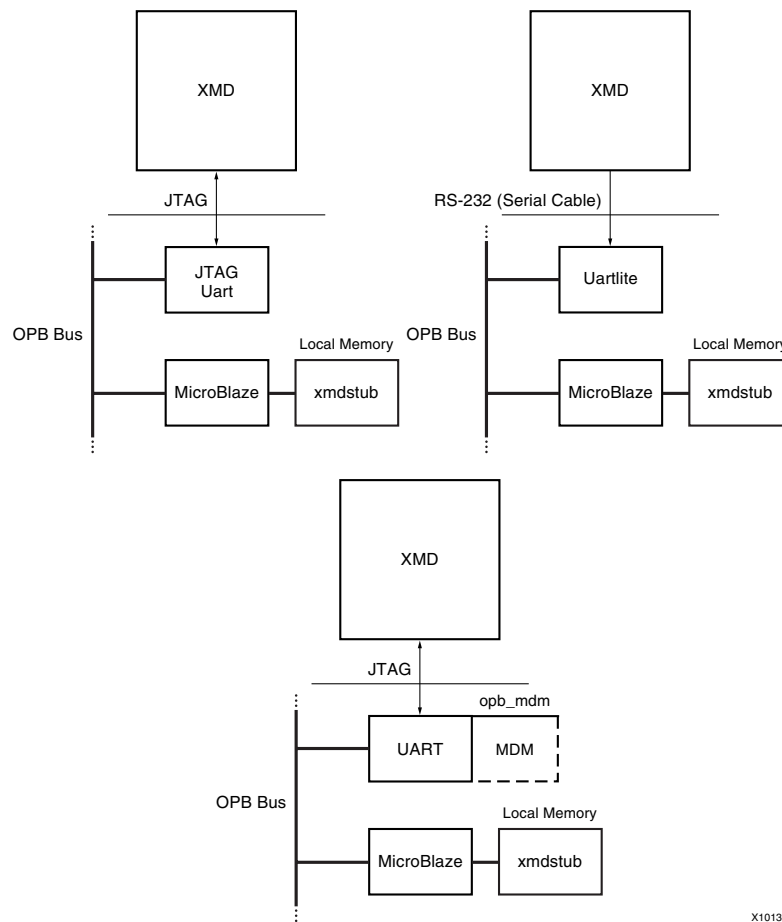 XMD
JTAG
JTAG
Uart
OPB Bus
Local Memory
MicroBlaze
xmdstub
XMD
RS-232 (Serial Cable)
Uartlite
OPB Bus
Local Memory
MicroBlaze
xmdstub
XMD
JTAG
opb_mdm
UART
MDM
OPB Bus
Local Memory
MicroBlaze
xmdstub
X1013